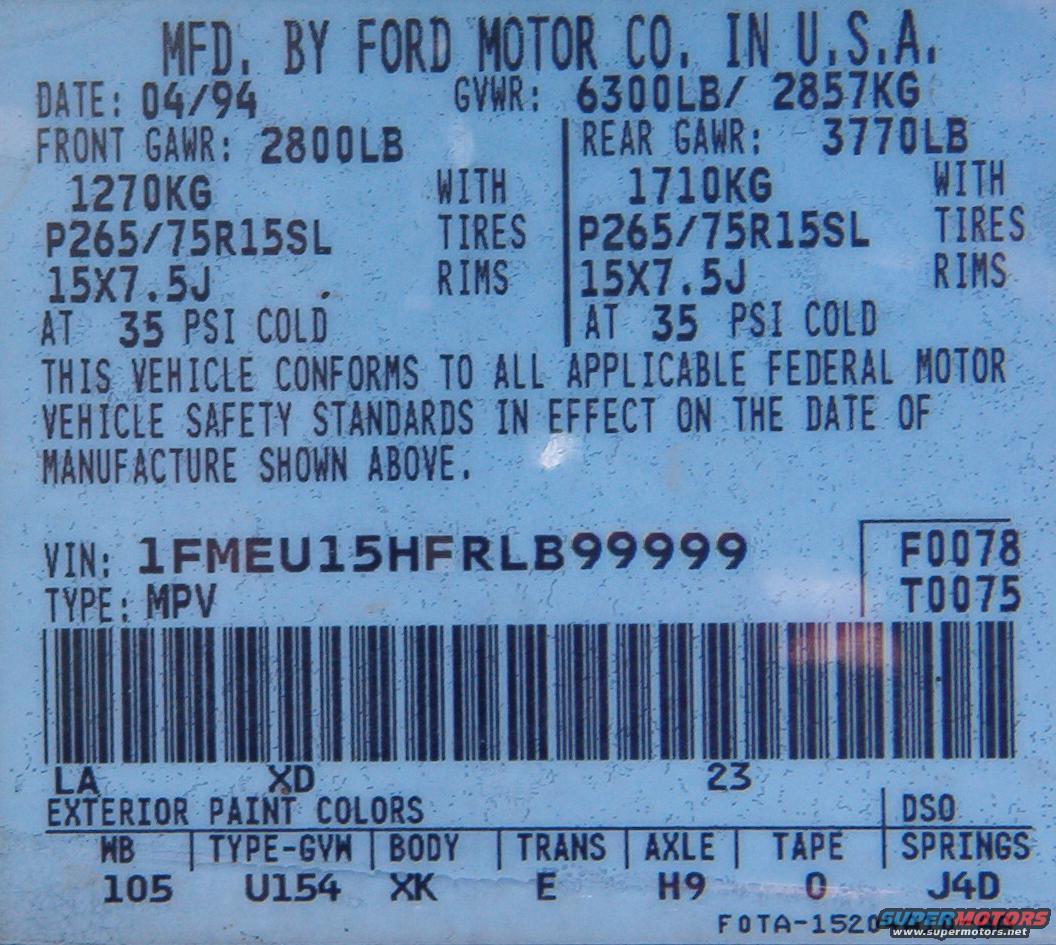 MFD. BY FORD MOTOR CO. IN U.S.A.
DATE: 04/94 GVWR: 6300LB/ 2857KG
FRONT GAWR: 2800LB REAR GAWR: 3770LB
1270KG WITH 1710KG WITH
P265/75R15SL TIRES P265/75R15SL TIRES
15X7.5J RIMS 15X7.5J RIMS
AT 35 PSI COLD AT 35 PSI COLD
THIS VEHICLE CONFORMS TO ALL APPLICABLE FEDERAL MOTOR
VEHICLE SAFETY STANDARDS IN EFFECT ON THE DATE OF
MANUFACTURE SHOWN ABOVE.
VIN: 1FMEU15HFRLB99999 F0078
TYPE: MPV T0075
LA XD 23
EXTERIOR PAINT COLORS DSO
WB TYPE-GVW BODY TRANS AXLE TAPE SPRINGS
105 U154 XK E H9 0 J4D
SUPERMOTORS
www.supermotors.net